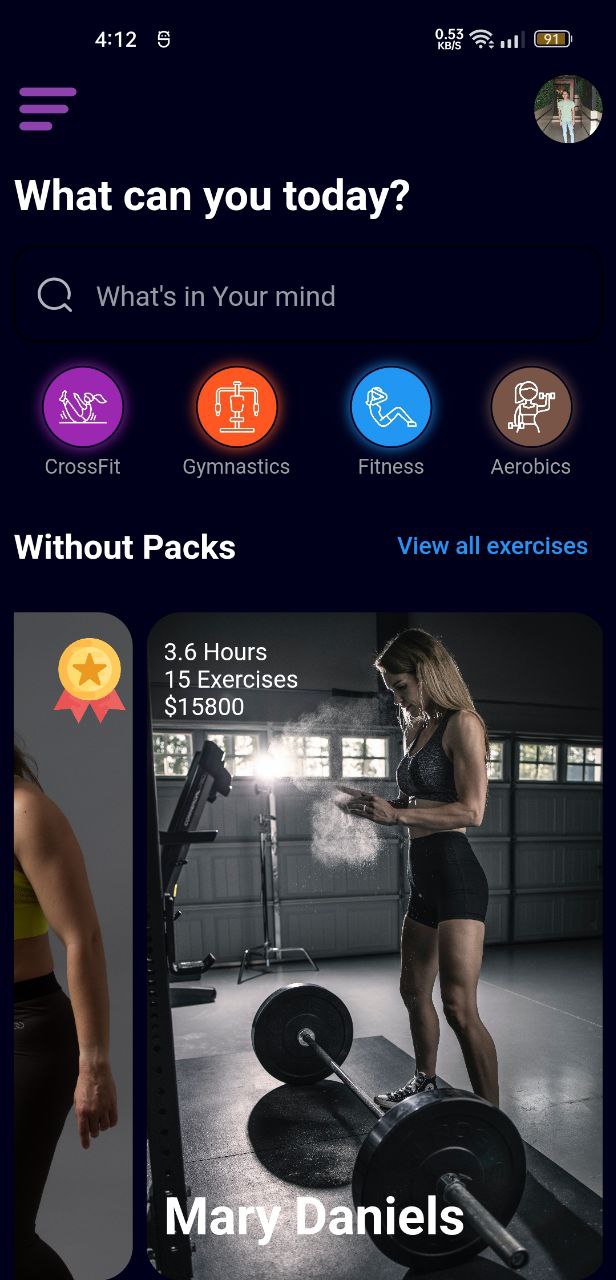 4:12
0.53
KB/S
91
What can you today?
What's in Your mind
CrossFit Gymnastics Fitness Aerobics
Without Packs View all exercises
3.6 Hours
15 Exercises
$15800
Mary Daniels